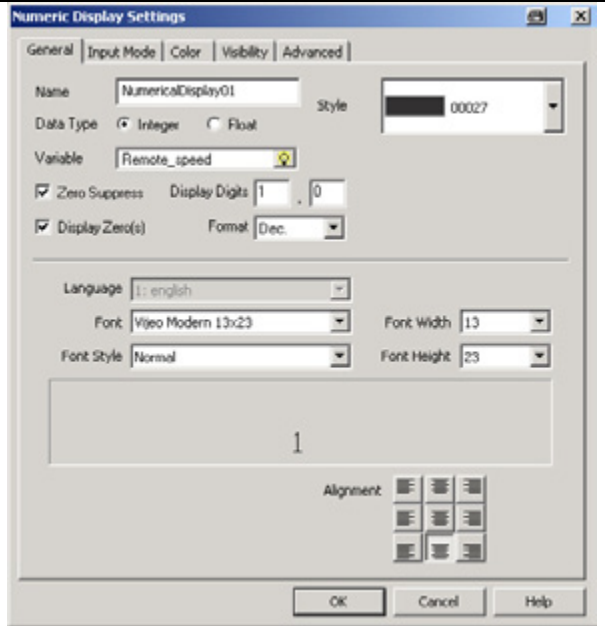 Numeric Display Settings
General Input Mode Color Visibility Advanced
Name NumericalDisplay01 Style 00027
Data Type Integer Float
Variable Remote_speed
Zero Suppress Display Digits 1 . 0
Display Zero(s) Format Dec.
Language 1: english
Font Vijeo Modern 13x23 Font Width 13
Font Style Normal Font Height 23
1
Alignment
OK Cancel Help